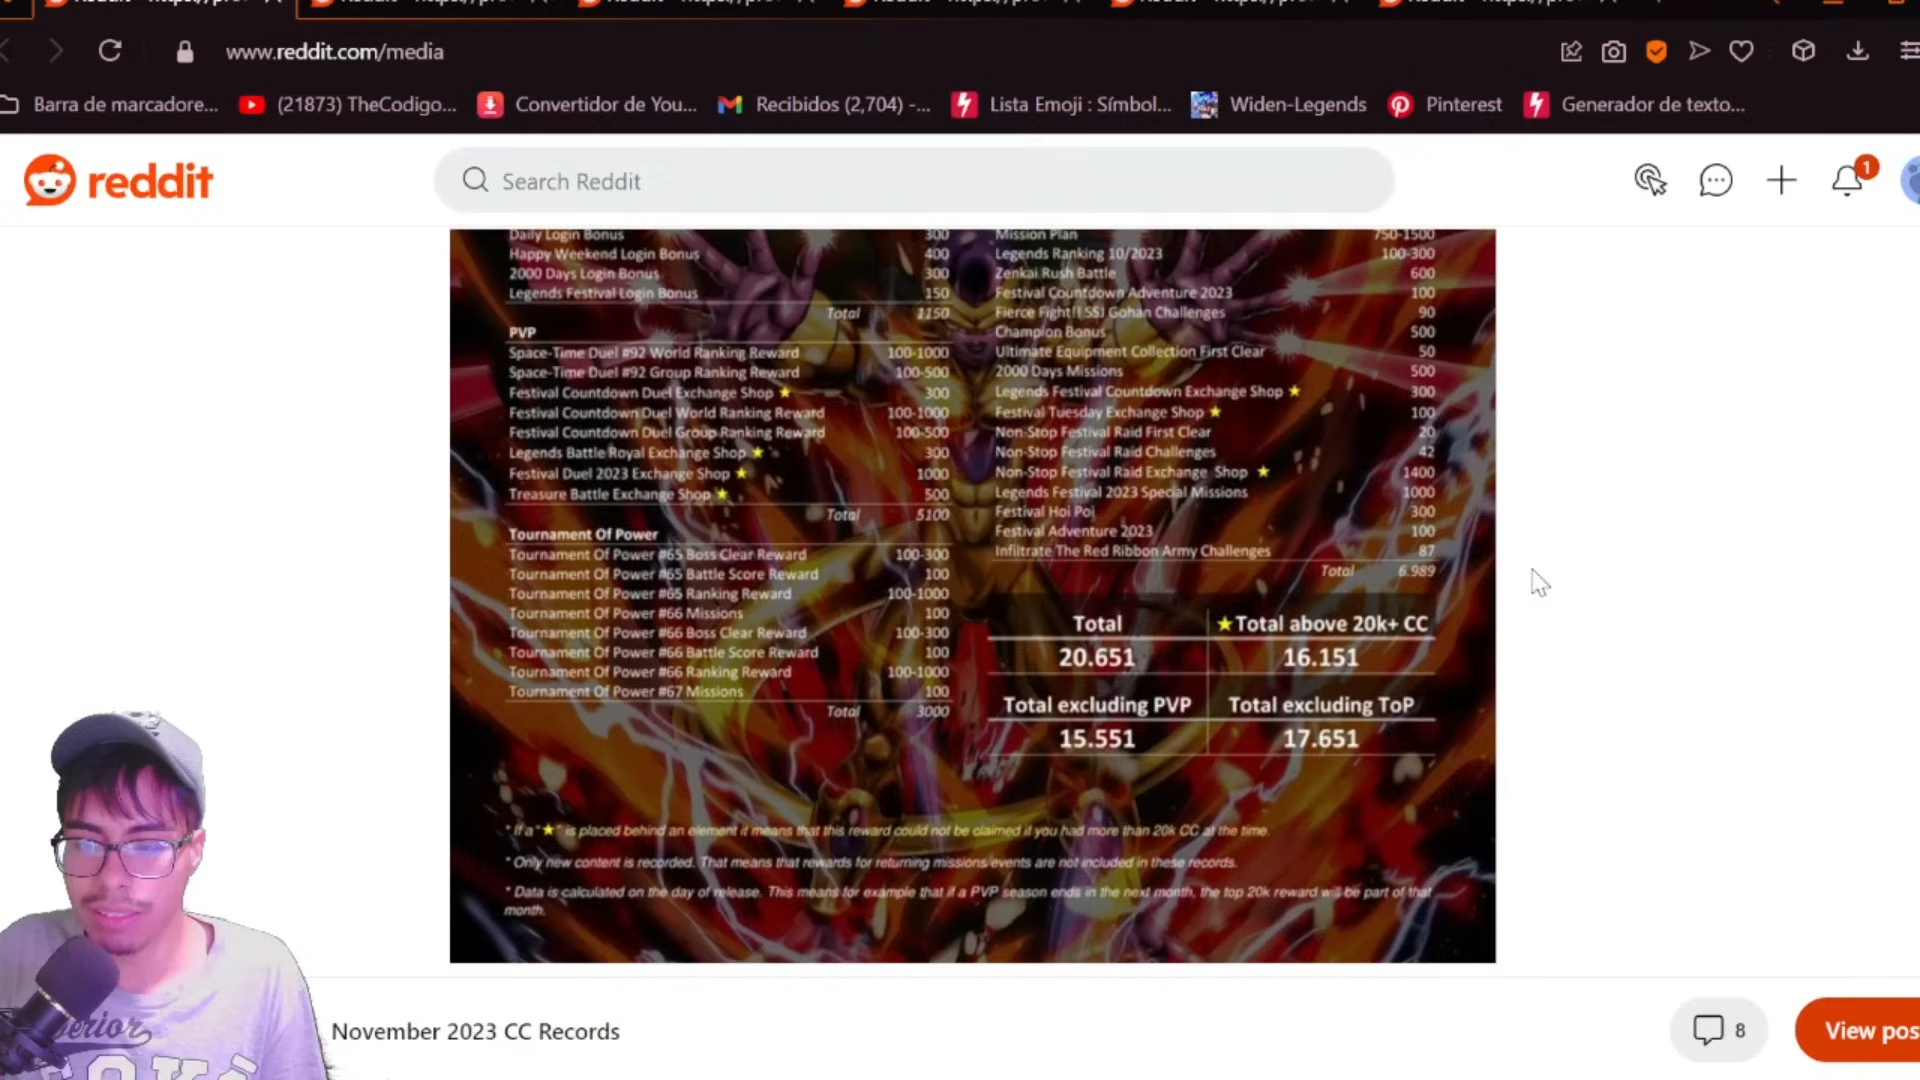 www.reddit.com/media
Barra de marcadore...
(21873) TheCodigo...
Convertidor de You...
Recibidos (2,704) -...
Lista Emoji : Símbol...
Widen-Legends
Pinterest
Generador de texto...
reddit
Search Reddit
1
Daily Login Bonus 300
Happy Weekend Login Bonus 400
2000 Days Login Bonus 300
Legends Festival Login Bonus 150
Total 1150
PVP
Space-Time Duel #92 World Ranking Reward 100-1000
Space-Time Duel #92 Group Ranking Reward 100-500
Festival Countdown Duel Exchange Shop ★ 300
Festival Countdown Duel World Ranking Reward 100-1000
Festival Countdown Duel Group Ranking Reward 100-500
Legends Battle Royal Exchange Shop ★ 300
Festival Duel 2023 Exchange Shop ★ 1000
Treasure Battle Exchange Shop ★ 500
Total 5100
Tournament Of Power
Tournament Of Power #65 Boss Clear Reward 100-300
Tournament Of Power #65 Battle Score Reward 100
Tournament Of Power #65 Ranking Reward 100-1000
Tournament Of Power #66 Missions 100
Tournament Of Power #66 Boss Clear Reward 100-300
Tournament Of Power #66 Battle Score Reward 100
Tournament Of Power #66 Ranking Reward 100-1000
Tournament Of Power #67 Missions 100
Total 3000
Mission Plan 750-1500
Legends Ranking 10/2023 100-300
Zenkai Rush Battle 600
Festival Countdown Adventure 2023 100
Fierce Fight!! SSJ Gohan Challenges 90
Champion Bonus 500
Ultimate Equipment Collection First Clear 50
2000 Days Missions 500
Legends Festival Countdown Exchange Shop ★ 300
Festival Tuesday Exchange Shop ★ 100
Non-Stop Festival Raid First Clear 20
Non-Stop Festival Raid Challenges 42
Non-Stop Festival Raid Exchange Shop ★ 1400
Legends Festival 2023 Special Missions 1000
Festival Hoi Poi 300
Festival Adventure 2023 100
Infiltrate The Red Ribbon Army Challenges 87
Total 6.989
Total ★Total above 20k+ CC
20.651 16.151
Total excluding PVP Total excluding ToP
15.551 17.651
* If a "★" is placed behind an element it means that this reward could not be claimed if you had more than 20k CC at the time.
* Only new content is recorded. That means that rewards for returning missions/events are not included in these records.
* Data is calculated on the day of release. This means for example that if a PVP season ends in the next month, the top 20k reward will be part of that
month.
November 2023 CC Records
8
View pos